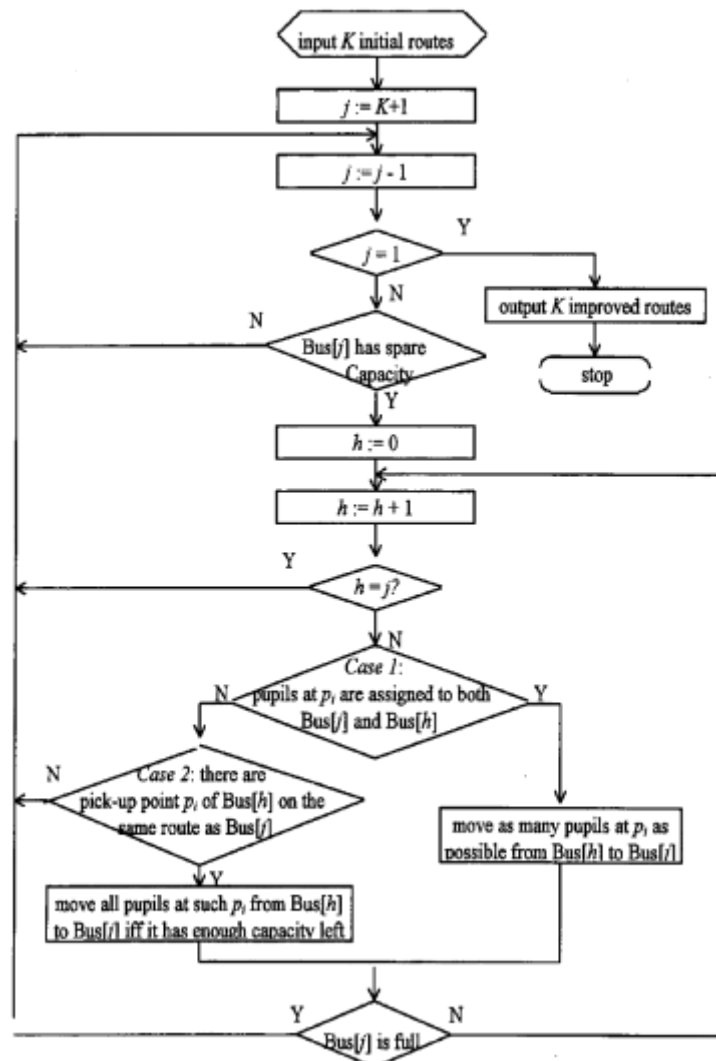 input K initial routes
j := K+1
j := j - 1
Y
j = 1
N
output K improved routes
N
Bus[j] has spare
Capacity
stop
Y
h := 0
h := h + 1
Y
h = j?
N
Case 1:
N
pupils at pᵢ are assigned to both
Y
Bus[j] and Bus[h]
N
Case 2: there are
pick-up point pᵢ of Bus[h] on the
same route as Bus[j]
move as many pupils at pᵢ as
possible from Bus[h] to Bus[j]
Y
move all pupils at such pᵢ from Bus[h]
to Bus[j] iff it has enough capacity left
Y
N
Bus[j] is full